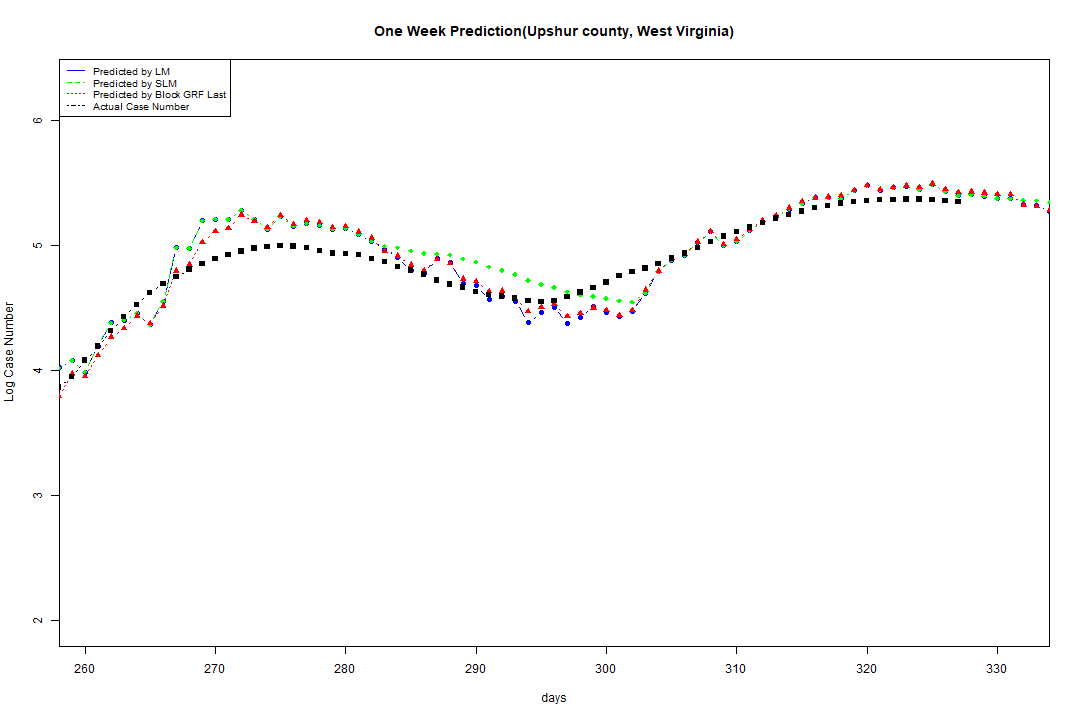 One Week Prediction(Upshur county, West Virginia)
Predicted by LM
Predicted by SLM
Predicted by Block GRF Last
Actual Case Number
6
5
4
3
2
Log Case Number
260 270 280 290 300 310 320 330
days